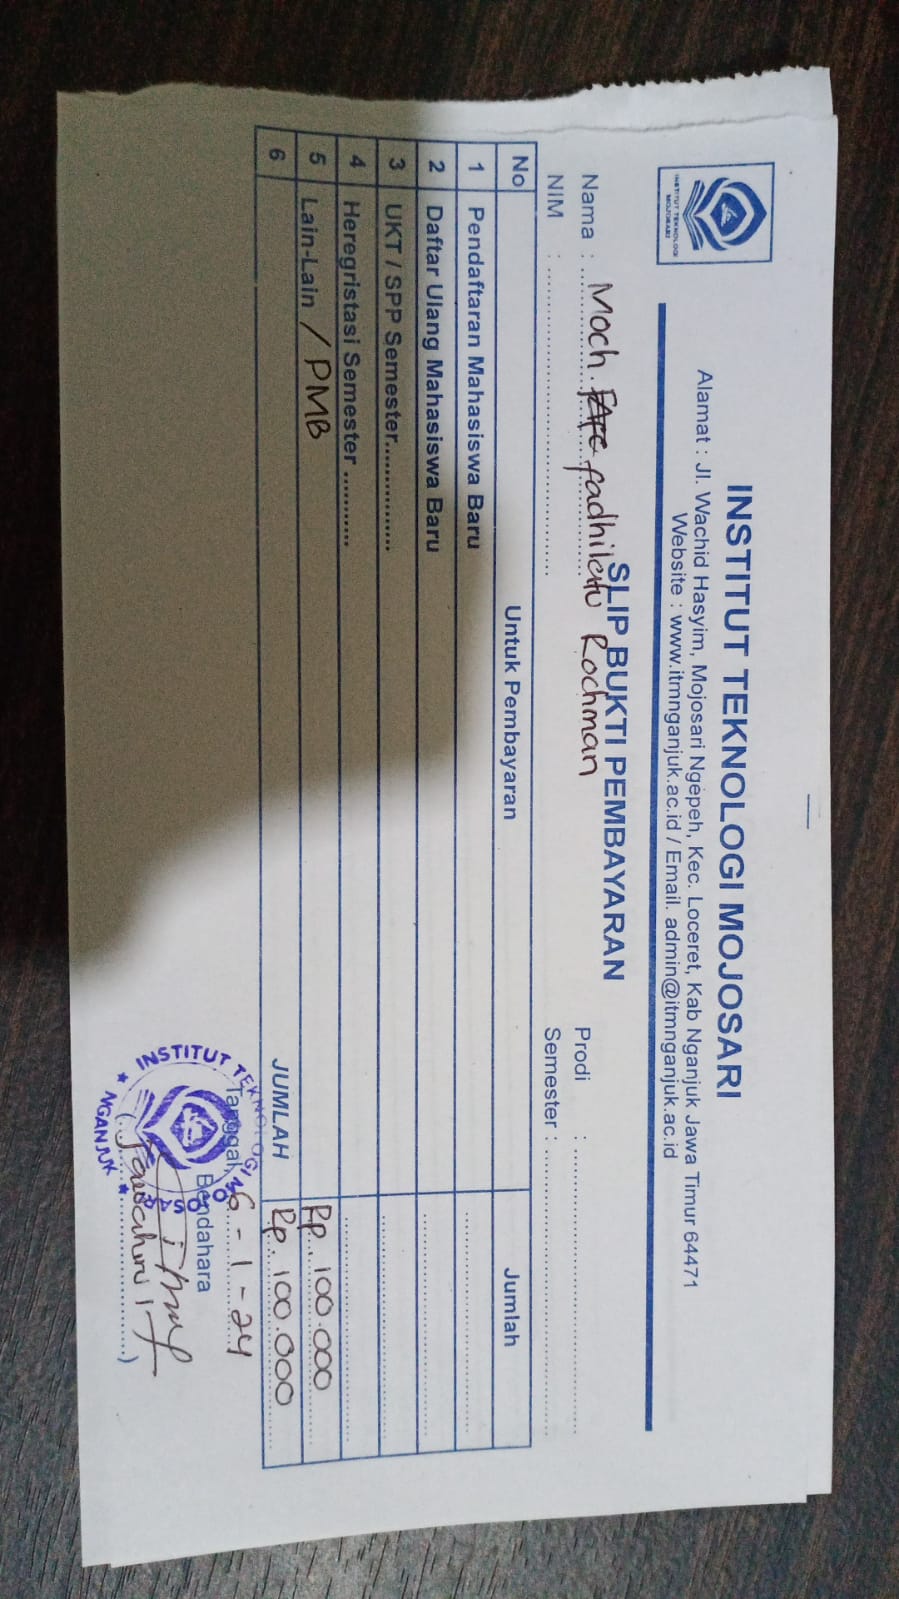 INSTITUT TEKNOLOGI MOJOSARI
INSTITUT TEKNOLOGI MOJOSARI
Alamat : Jl. Wachid Hasyim, Mojosari Ngepeh, Kec. Loceret, Kab Nganjuk Jawa Timur 64471
Website : www.itmnganjuk.ac.id / Email. admin@itmnganjuk.ac.id
SLIP BUKTI PEMBAYARAN
Nama : Moch. fadhilatu Rochman Prodi :
NIM : Semester :
No Untuk Pembayaran Jumlah
1 Pendaftaran Mahasiswa Baru
2 Daftar Ulang Mahasiswa Baru
3 UKT / SPP Semester
4 Heregristasi Semester
5 Lain-Lain / PMB Rp. 100.000
6 JUMLAH Rp. 100.000
Tanggal, 6 - 1 - 24
Bendahara
INSTITUT TEKNOLOGI MOJOSARI
NGANJUK